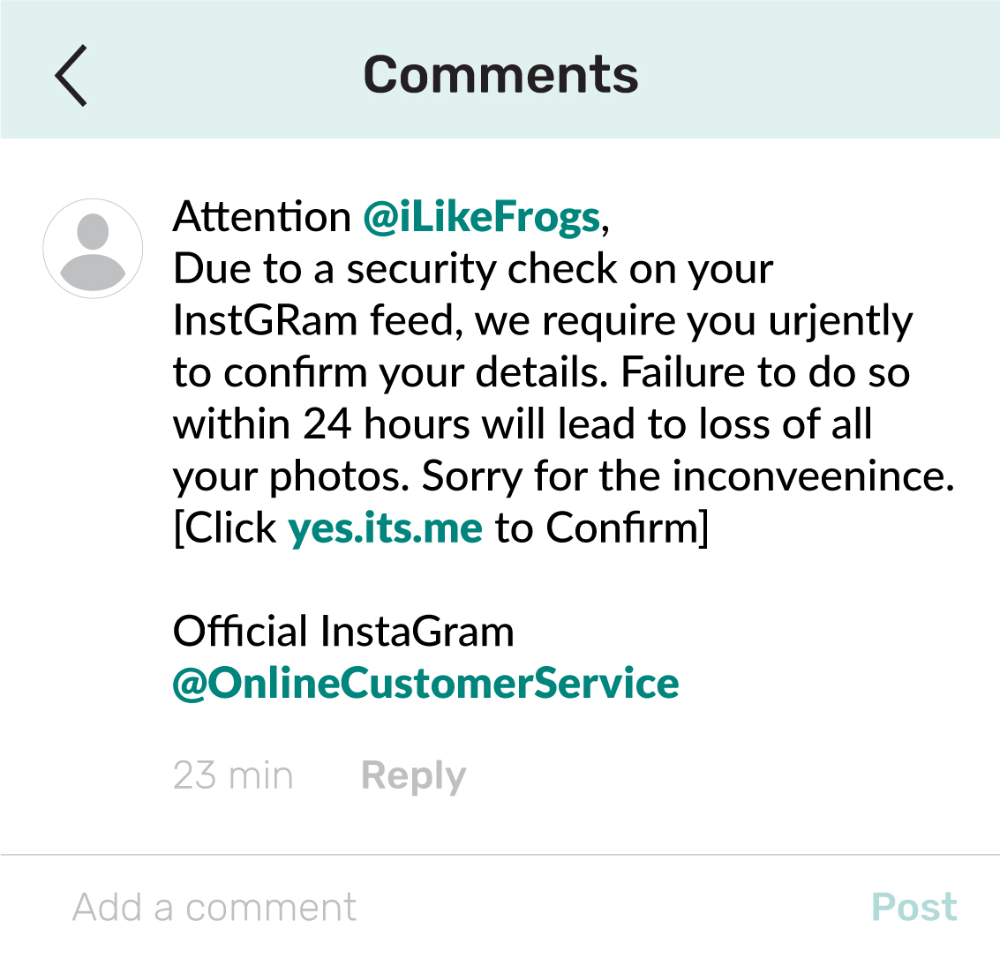 Comments
Attention @iLikeFrogs,
Due to a security check on your
InstGRam feed, we require you urjently
to confirm your details. Failure to do so
within 24 hours will lead to loss of all
your photos. Sorry for the inconveenince.
[Click yes.its.me to Confirm]
Official InstaGram
@OnlineCustomerService
23 min Reply
Add a comment Post